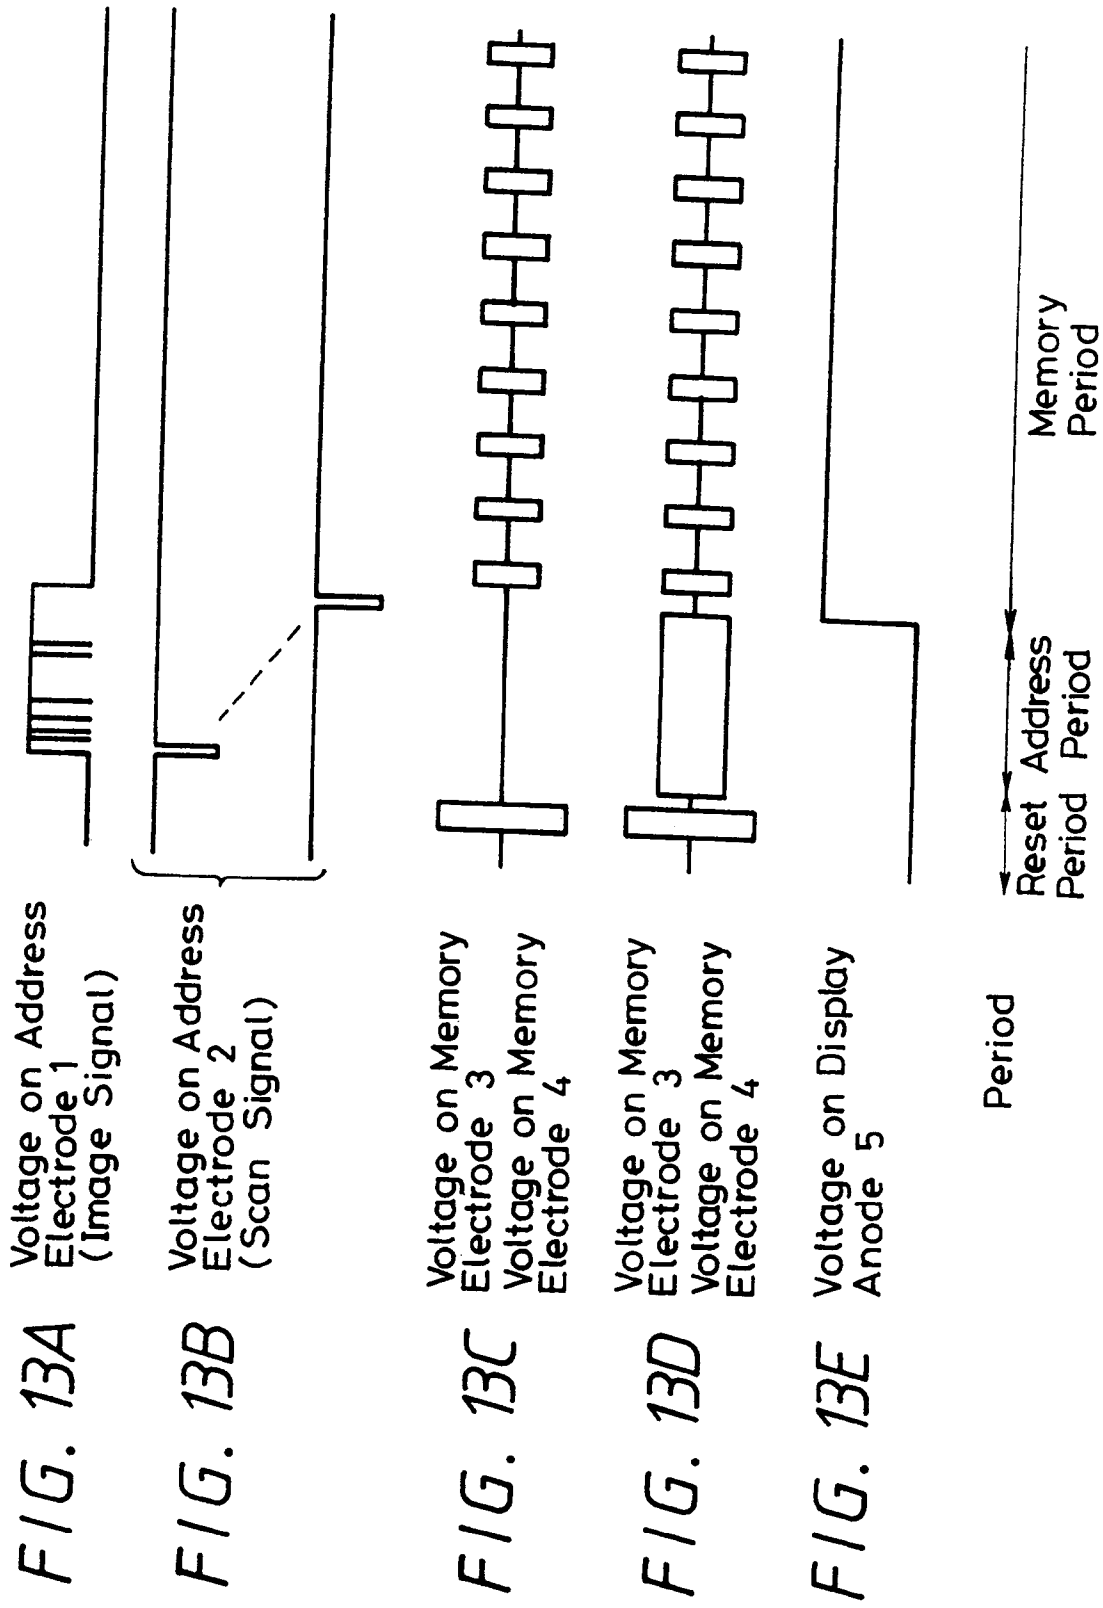 FIG. 13A
Voltage on Address
Electrode 1
(Image Signal)
FIG. 13B
Voltage on Address
Electrode 2
(Scan Signal)
FIG. 13C
Voltage on Memory
Electrode 3
Voltage on Memory
Electrode 4
FIG. 13D
Voltage on Memory
Electrode 3
Voltage on Memory
Electrode 4
FIG. 13E
Voltage on Display
Anode 5
Period
Reset
Period
Address
Period
Memory
Period